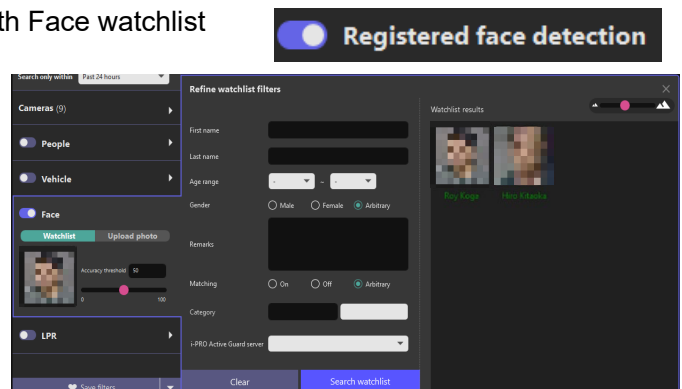 th Face watchlist
Registered face detection
Search only within Past 24 hours
Refine watchlist filters
Cameras (9)
Watchlist results
First name
People
Last name
Vehicle
Age range - - -
Gender Male Female Arbitrary
Face
Watchlist Upload photo
Roy Koga Hiro Kitaoka
Remarks
Accuracy threshold 50
0 100
Matching On Off Arbitrary
Category
LPR
i-PRO Active Guard server
Save filters
Clear Search watchlist